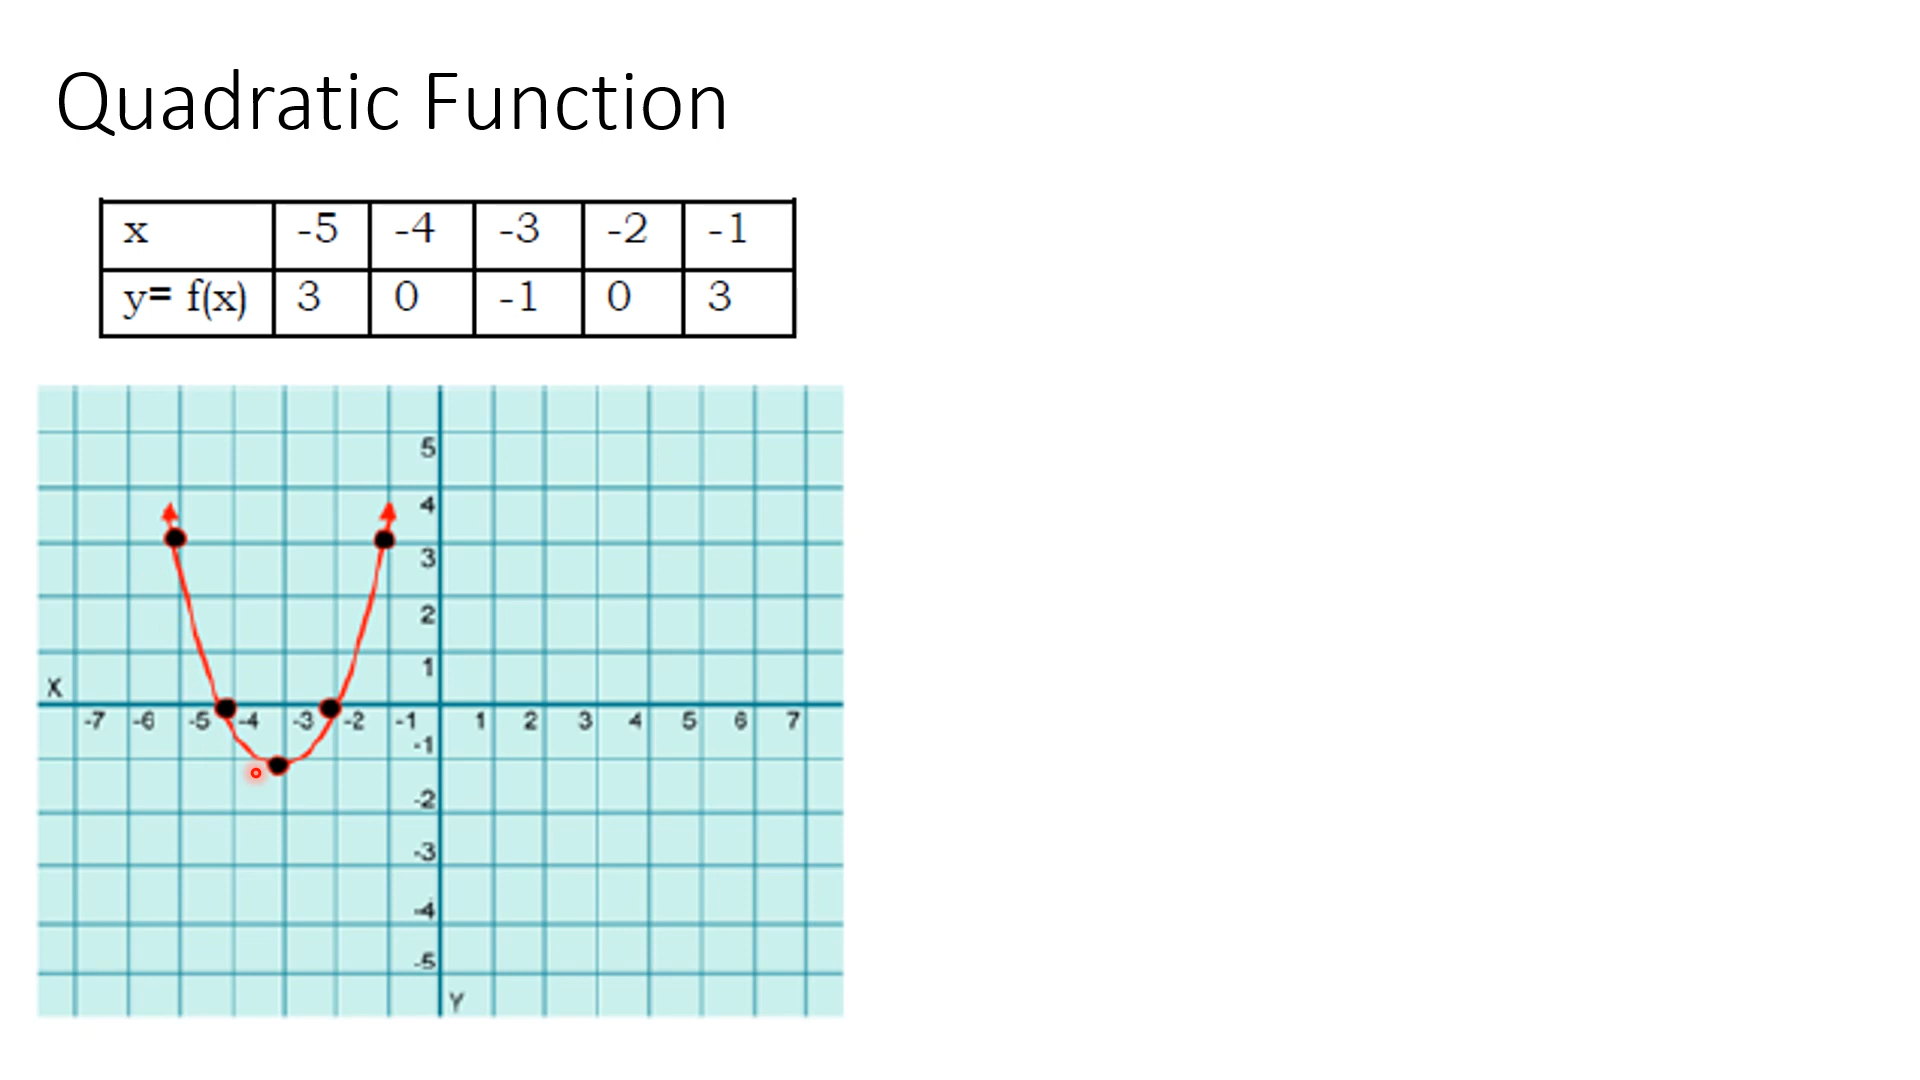 Quadratic Function
x -5 -4 -3 -2 -1
y= f(x) 3 0 -1 0 3
5
4
3
2
1
X
-7 -6 -5 -4 -3 -2 -1 1 2 3 4 5 6 7
-1
-2
-3
-4
-5
Y